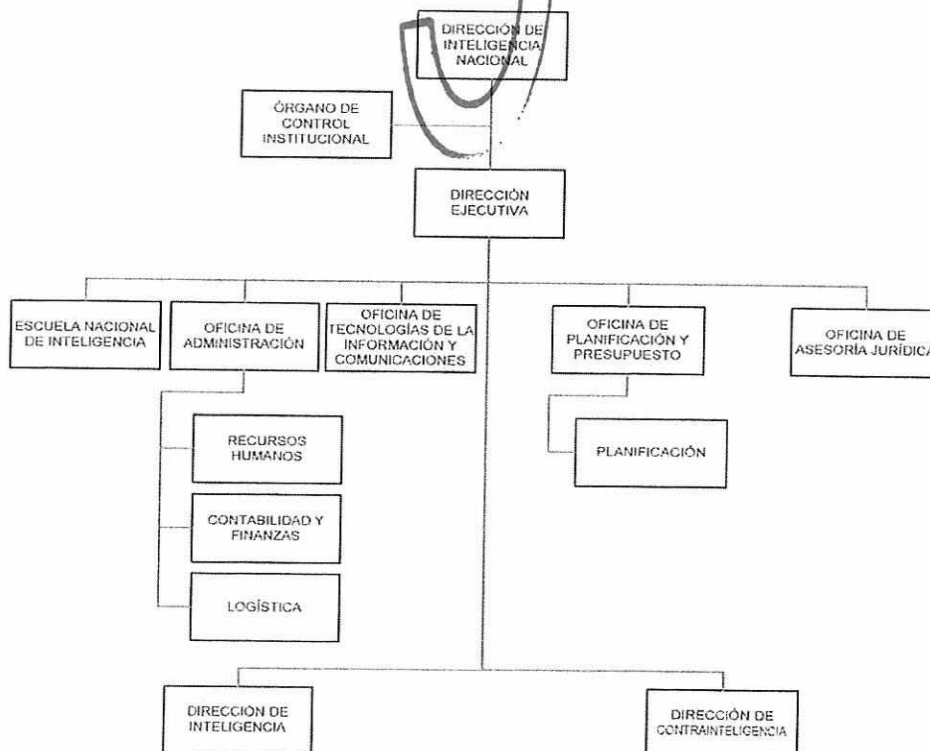 DIRECCIÓN DE
INTELIGENCIA
NACIONAL
ÓRGANO DE
CONTROL
INSTITUCIONAL
DIRECCIÓN
EJECUTIVA
ESCUELA NACIONAL
DE INTELIGENCIA
OFICINA DE
ADMINISTRACIÓN
OFICINA DE
TECNOLOGÍAS DE LA
INFORMACIÓN Y
COMUNICACIONES
OFICINA DE
PLANIFICACIÓN Y
PRESUPUESTO
OFICINA DE
ASESORÍA JURÍDICA
RECURSOS
HUMANOS
PLANIFICACIÓN
CONTABILIDAD Y
FINANZAS
LOGÍSTICA
DIRECCIÓN DE
INTELIGENCIA
DIRECCIÓN DE
CONTRAINTELIGENCIA